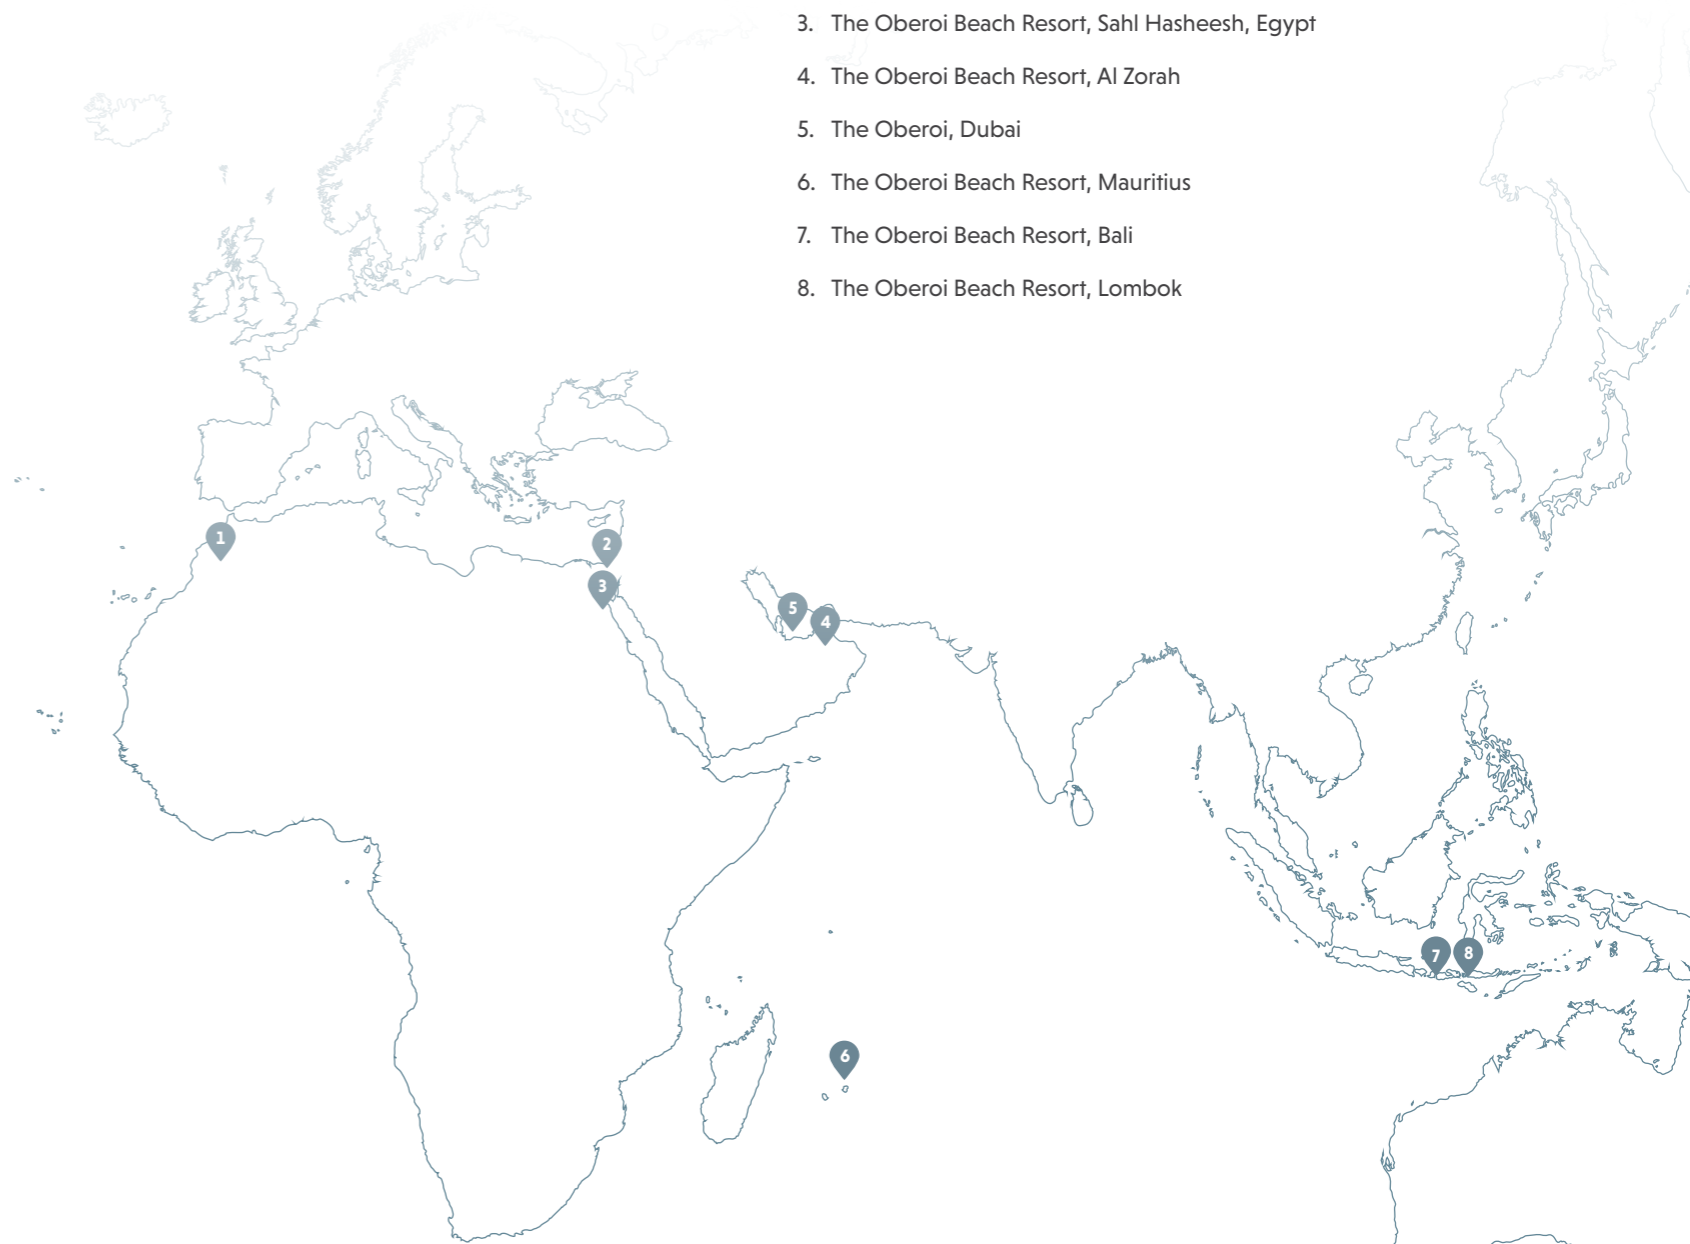 3. The Oberoi Beach Resort, Sahl Hasheesh, Egypt
4. The Oberoi Beach Resort, Al Zorah
5. The Oberoi, Dubai
6. The Oberoi Beach Resort, Mauritius
7. The Oberoi Beach Resort, Bali
8. The Oberoi Beach Resort, Lombok
1
2
3
5
4
7
8
6